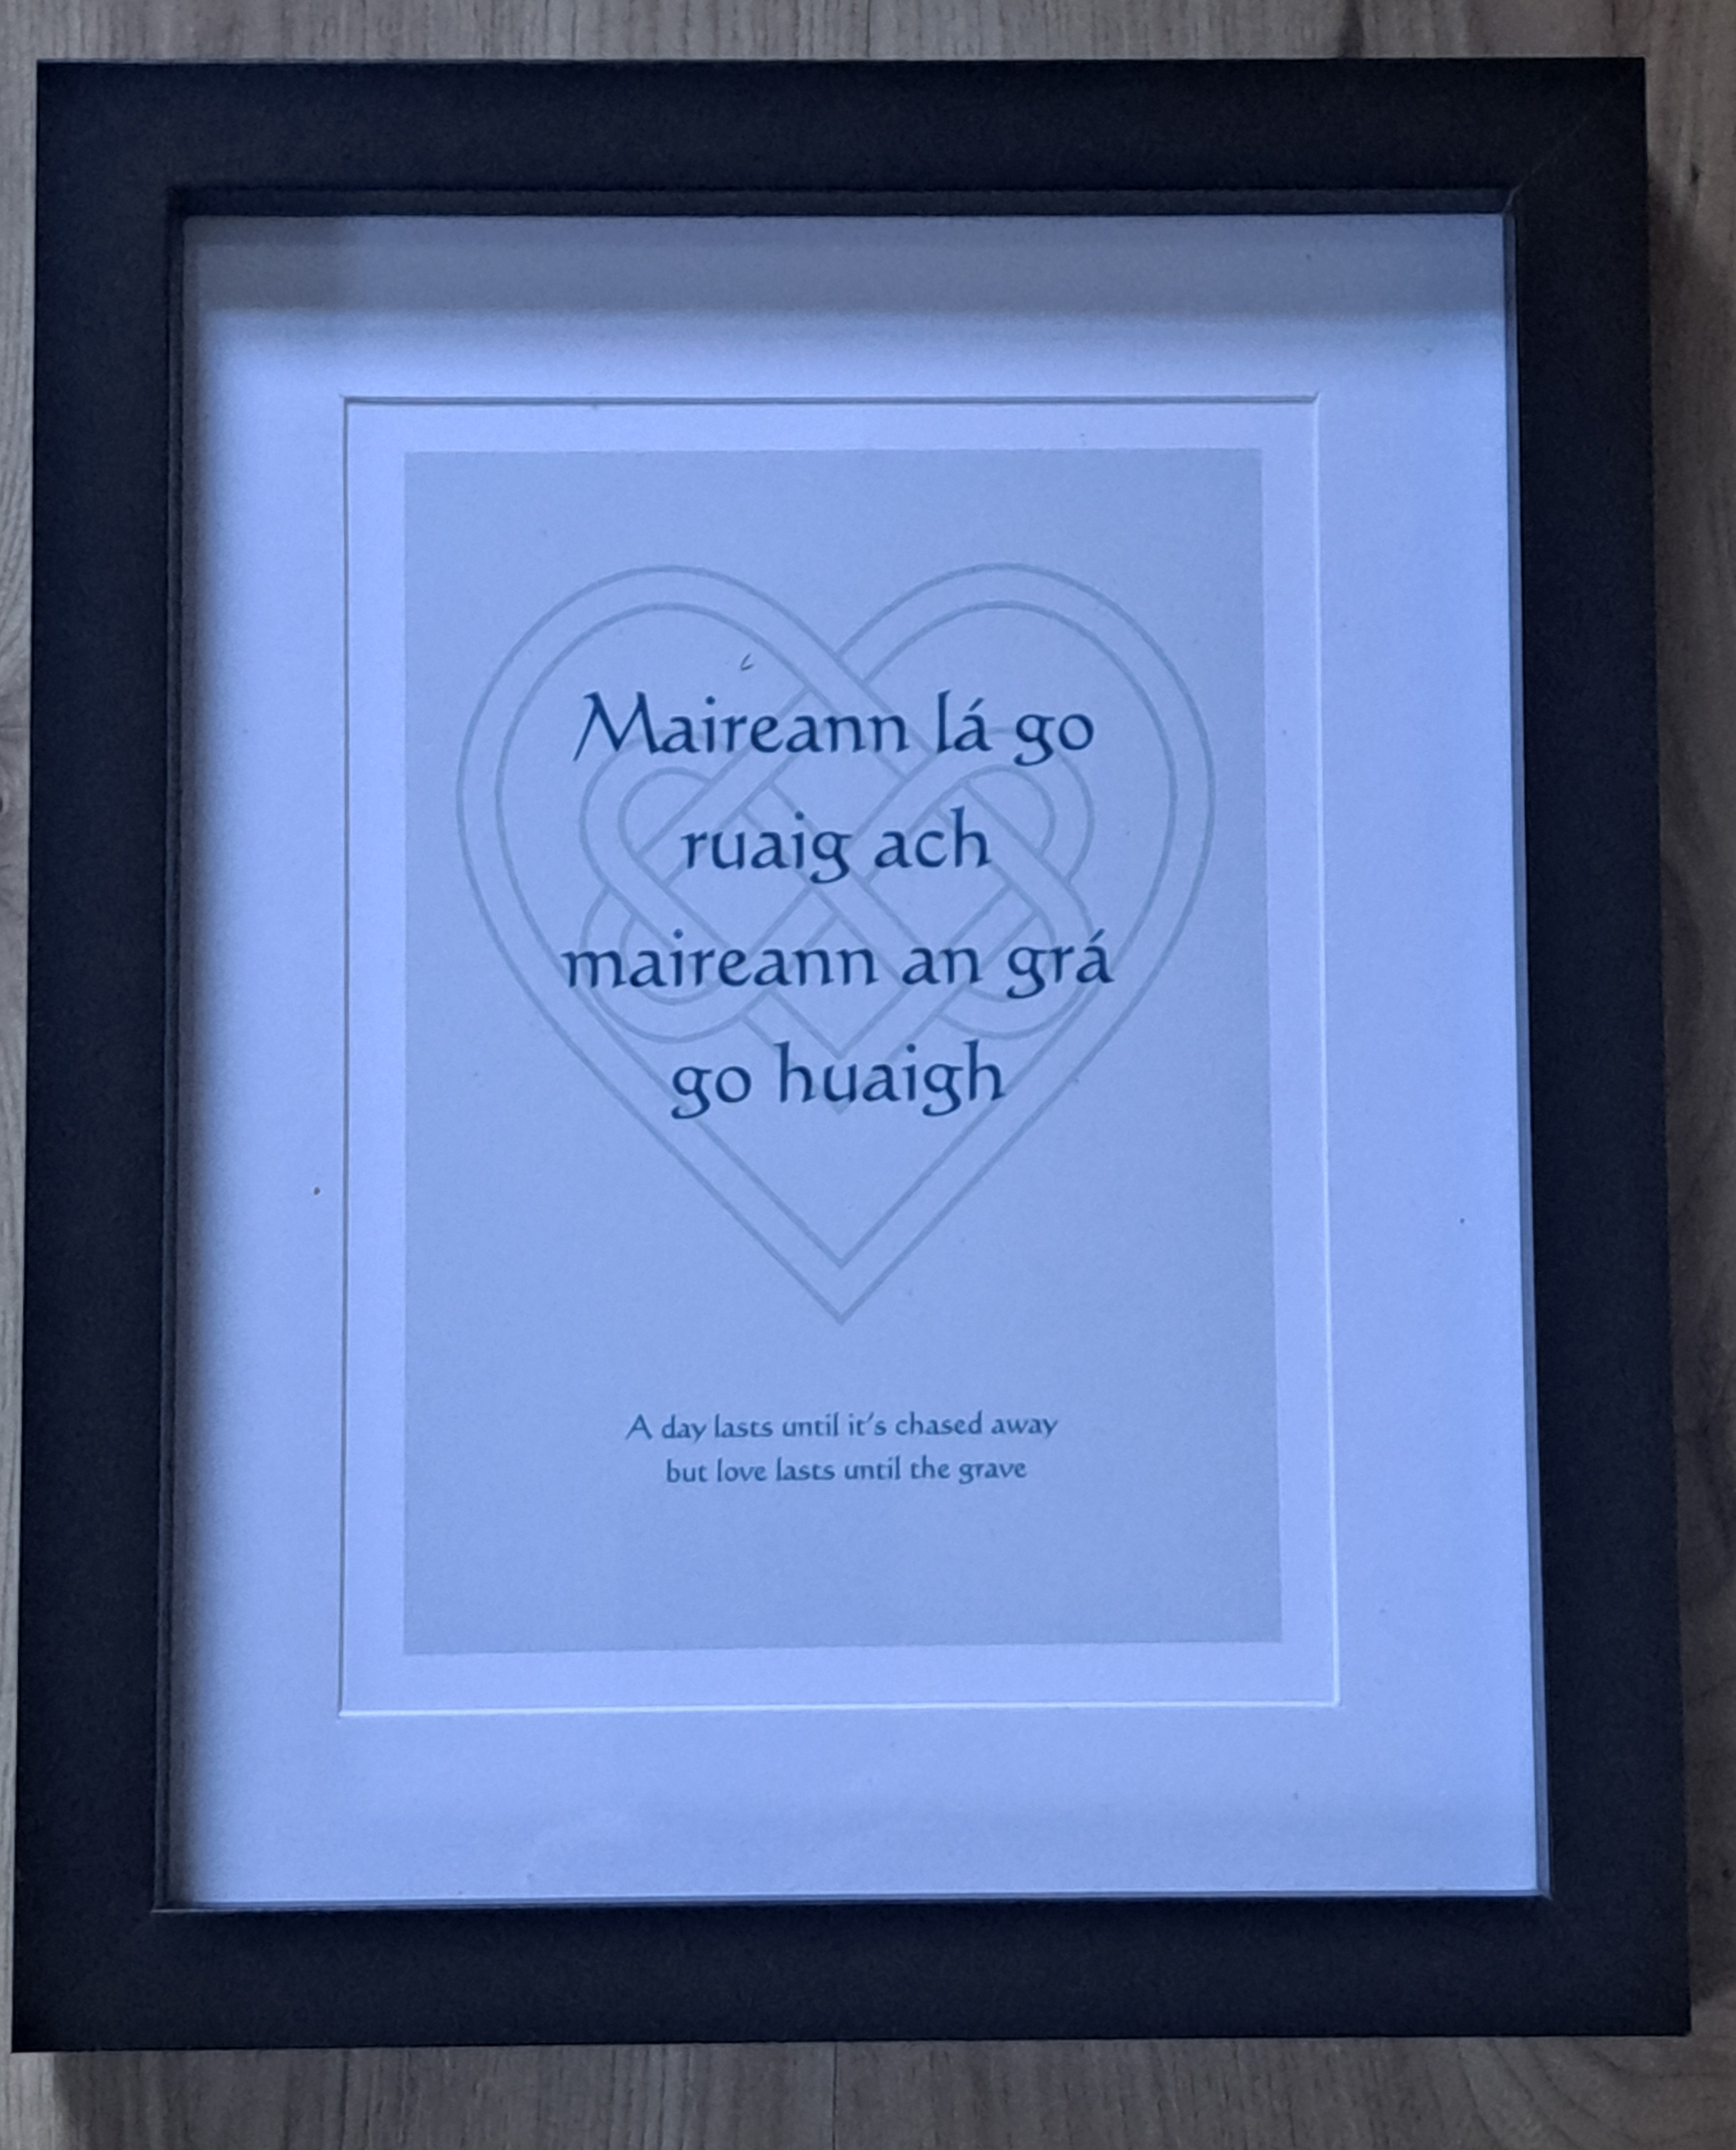 Maireann lá go
ruaig ach
maireann an grá
go huaigh
A day lasts until it's chased away
but love lasts until the grave